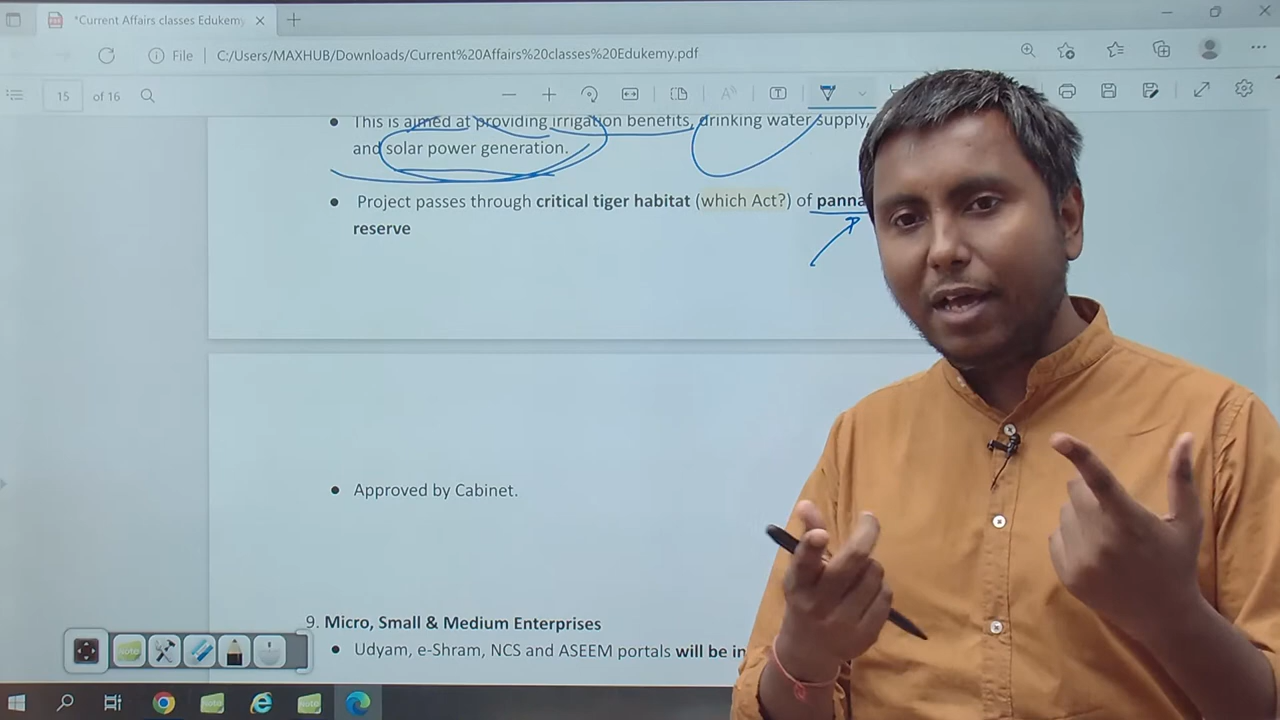 *Current Affairs classes Edukemy
File C:/Users/MAXHUB/Downloads/Current%20Affairs%20classes%20Edukemy.pdf
15 of 16
This is aimed at providing irrigation benefits, drinking water supply,
and solar power generation.
Project passes through critical tiger habitat (which Act?) of panna
reserve
Approved by Cabinet.
9. Micro, Small & Medium Enterprises
Udyam, e-Shram, NCS and ASEEM portals will be in